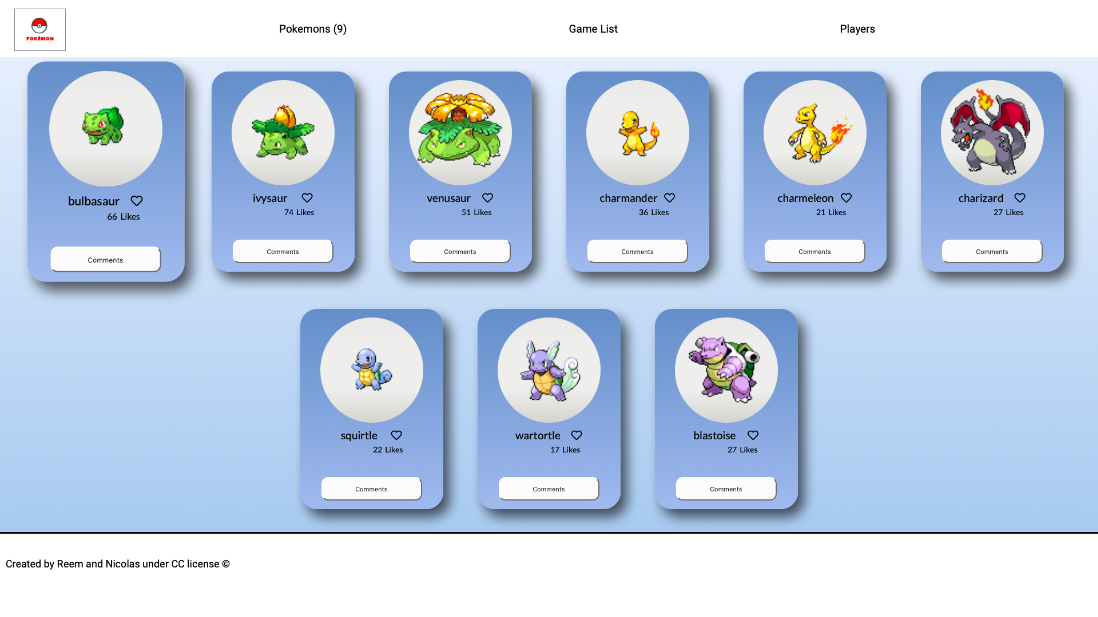 POKÉMON
Pokemons (9)
Game List
Players
bulbasaur
66 Likes
Comments
ivysaur
74 Likes
Comments
venusaur
51 Likes
Comments
charmander
36 Likes
Comments
charmeleon
21 Likes
Comments
charizard
27 Likes
Comments
squirtle
22 Likes
Comments
wartortle
17 Likes
Comments
blastoise
27 Likes
Comments
Created by Reem and Nicolas under CC license ©